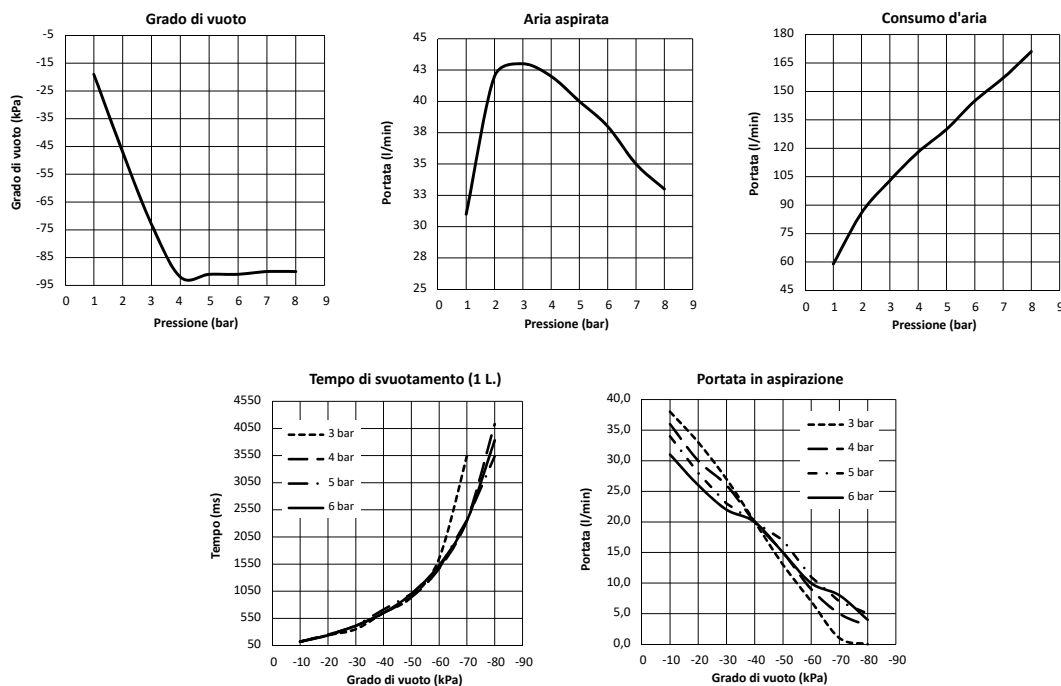 Grado di vuoto
Grado di vuoto (kPa)
-5
-15
-25
-35
-45
-55
-65
-75
-85
-95
0 1 2 3 4 5 6 7 8 9
Pressione (bar)
Aria aspirata
Portata (l/min)
45
43
40
38
35
33
30
28
25
0 1 2 3 4 5 6 7 8 9
Pressione (bar)
Consumo d'aria
Portata (l/min)
180
165
150
135
120
105
90
75
60
45
0 1 2 3 4 5 6 7 8 9
Pressione (bar)
Tempo di svuotamento (1 L.)
Tempo (ms)
4550
4050
3550
3050
2550
2050
1550
1050
550
50
3 bar
4 bar
5 bar
6 bar
0 -10 -20 -30 -40 -50 -60 -70 -80 -90
Grado di vuoto (kPa)
Portata in aspirazione
Portata (l/min)
40,0
35,0
30,0
25,0
20,0
15,0
10,0
5,0
0,0
3 bar
4 bar
5 bar
6 bar
0 -10 -20 -30 -40 -50 -60 -70 -80 -90
Grado di vuoto (kPa)